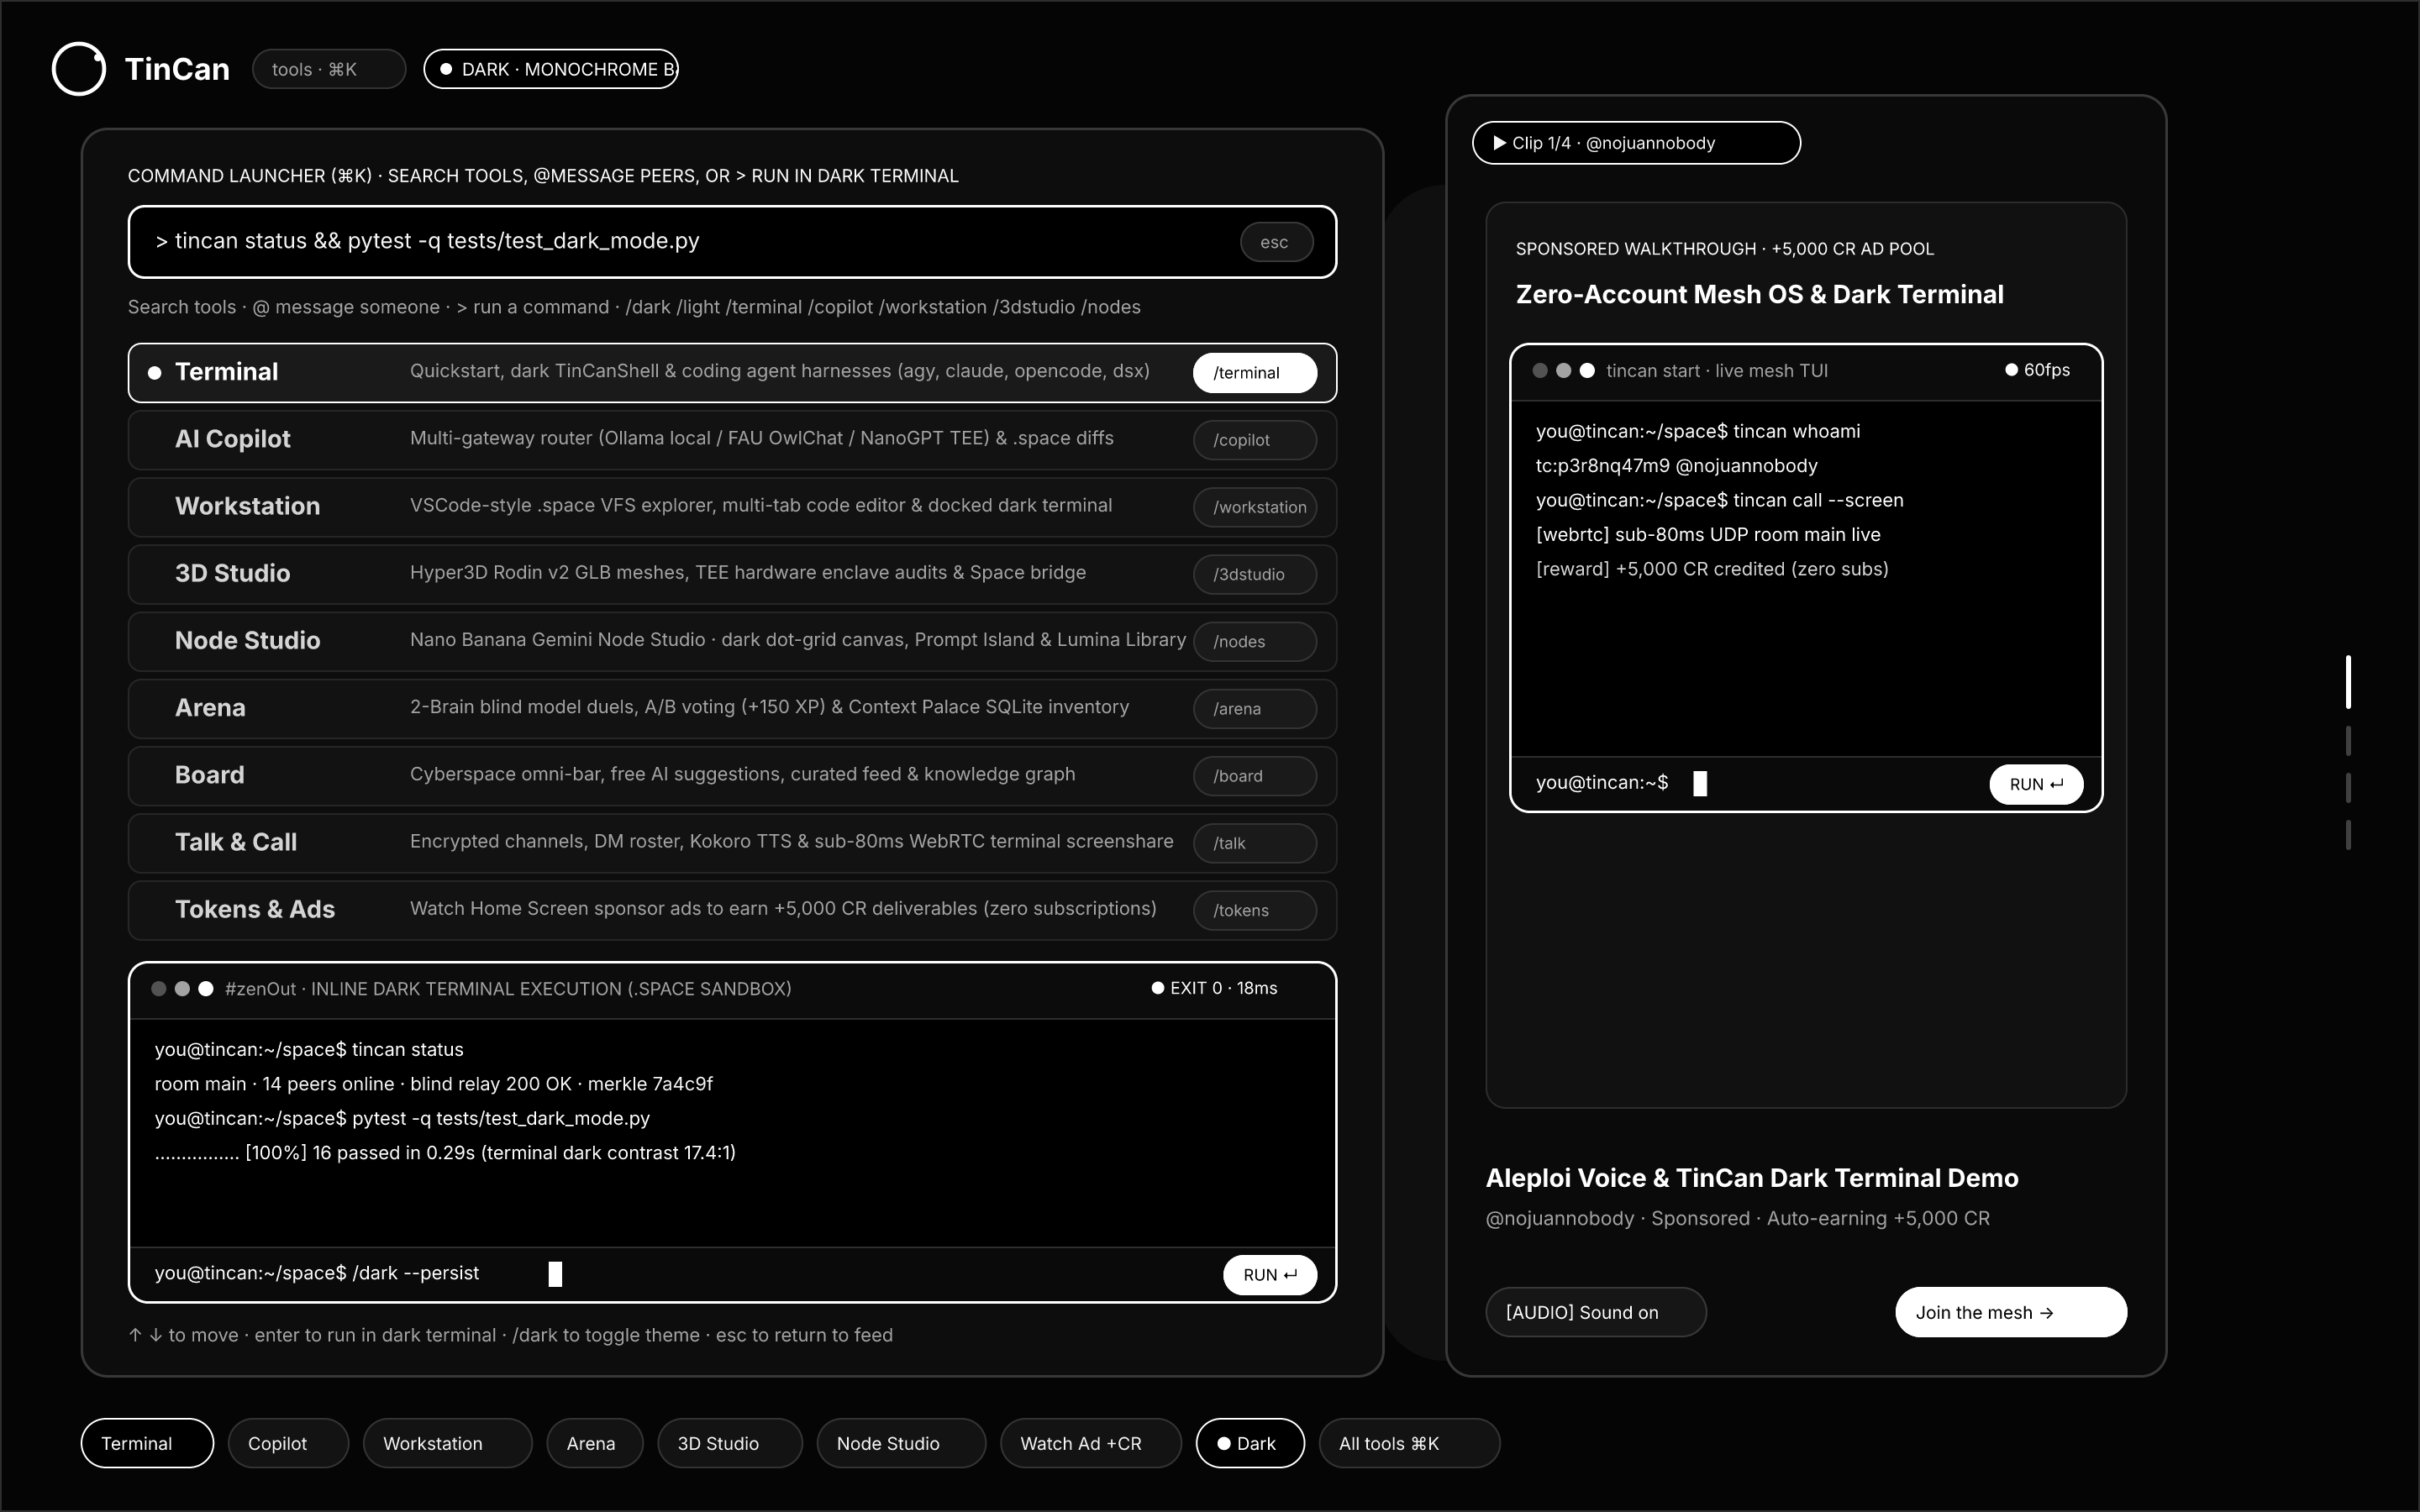 TinCan
tools · ⌘K
DARK · MONOCHROME B
COMMAND LAUNCHER (⌘K) · SEARCH TOOLS, @MESSAGE PEERS, OR > RUN IN DARK TERMINAL
> tincan status && pytest -q tests/test_dark_mode.py
esc
Search tools · @ message someone · > run a command · /dark /light /terminal /copilot /workstation /3dstudio /nodes
Terminal
Quickstart, dark TinCanShell & coding agent harnesses (agy, claude, opencode, dsx)
/terminal
AI Copilot
Multi-gateway router (Ollama local / FAU OwlChat / NanoGPT TEE) & .space diffs
/copilot
Workstation
VSCode-style .space VFS explorer, multi-tab code editor & docked dark terminal
/workstation
3D Studio
Hyper3D Rodin v2 GLB meshes, TEE hardware enclave audits & Space bridge
/3dstudio
Node Studio
Nano Banana Gemini Node Studio · dark dot-grid canvas, Prompt Island & Lumina Library
/nodes
Arena
2-Brain blind model duels, A/B voting (+150 XP) & Context Palace SQLite inventory
/arena
Board
Cyberspace omni-bar, free AI suggestions, curated feed & knowledge graph
/board
Talk & Call
Encrypted channels, DM roster, Kokoro TTS & sub-80ms WebRTC terminal screenshare
/talk
Tokens & Ads
Watch Home Screen sponsor ads to earn +5,000 CR deliverables (zero subscriptions)
/tokens
#zenOut · INLINE DARK TERMINAL EXECUTION (.SPACE SANDBOX)
EXIT 0 · 18ms
you@tincan:~/space$ tincan status
room main · 14 peers online · blind relay 200 OK · merkle 7a4c9f
you@tincan:~/space$ pytest -q tests/test_dark_mode.py
................ [100%] 16 passed in 0.29s (terminal dark contrast 17.4:1)
you@tincan:~/space$ /dark --persist
RUN ↵
↑ ↓ to move · enter to run in dark terminal · /dark to toggle theme · esc to return to feed
▶ Clip 1/4 · @nojuannobody
SPONSORED WALKTHROUGH · +5,000 CR AD POOL
Zero-Account Mesh OS & Dark Terminal
tincan start · live mesh TUI
60fps
you@tincan:~/space$ tincan whoami
tc:p3r8nq47m9 @nojuannobody
you@tincan:~/space$ tincan call --screen
[webrtc] sub-80ms UDP room main live
[reward] +5,000 CR credited (zero subs)
you@tincan:~$
RUN ↵
Aleploi Voice & TinCan Dark Terminal Demo
@nojuannobody · Sponsored · Auto-earning +5,000 CR
[AUDIO] Sound on
Join the mesh →
Terminal
Copilot
Workstation
Arena
3D Studio
Node Studio
Watch Ad +CR
Dark
All tools ⌘K